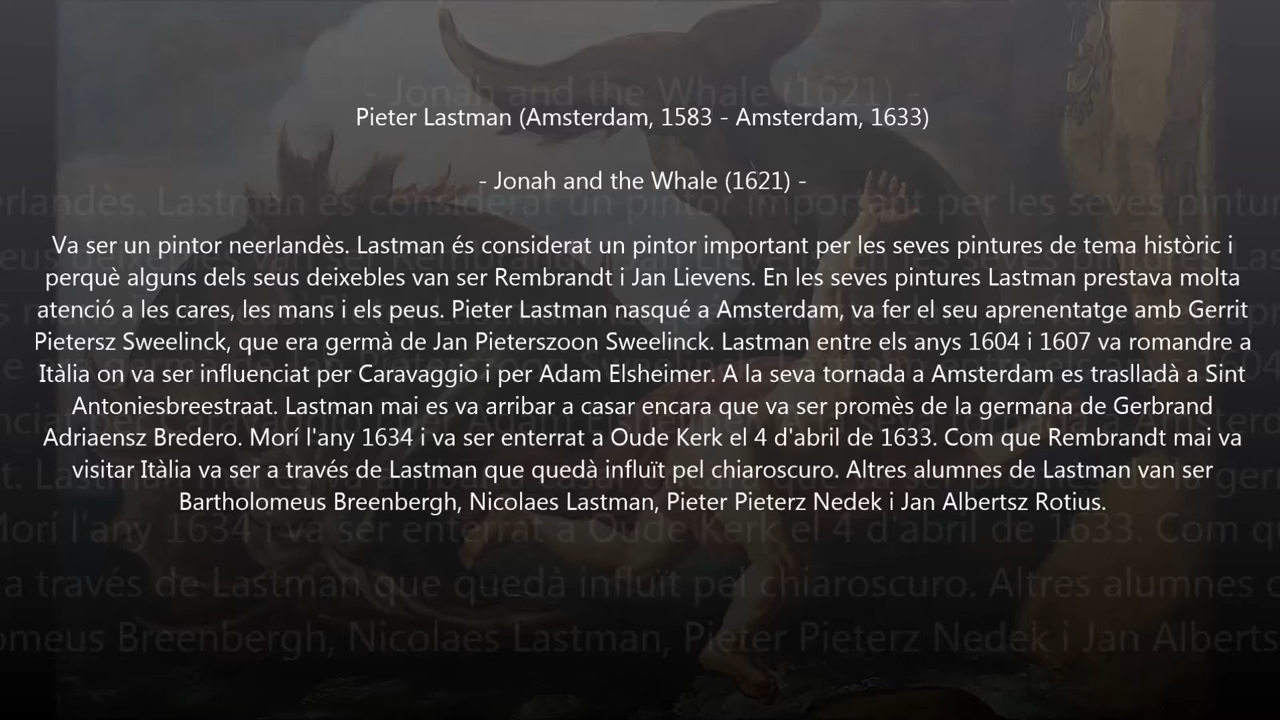 Pieter Lastman (Amsterdam, 1583 - Amsterdam, 1633)
- Jonah and the Whale (1621) -
Va ser un pintor neerlandès. Lastman és considerat un pintor important per les seves pintures de tema històric i
perquè alguns dels seus deixebles van ser Rembrandt i Jan Lievens. En les seves pintures Lastman prestava molta
atenció a les cares, les mans i els peus. Pieter Lastman nasqué a Amsterdam, va fer el seu aprenentatge amb Gerrit
Pietersz Sweelinck, que era germà de Jan Pieterszoon Sweelinck. Lastman entre els anys 1604 i 1607 va romandre a
Itàlia on va ser influenciat per Caravaggio i per Adam Elsheimer. A la seva tornada a Amsterdam es traslladà a Sint
Antoniesbreestraat. Lastman mai es va arribar a casar encara que va ser promès de la germana de Gerbrand
Adriaensz Bredero. Morí l'any 1634 i va ser enterrat a Oude Kerk el 4 d'abril de 1633. Com que Rembrandt mai va
visitar Itàlia va ser a través de Lastman que quedà influït pel chiaroscuro. Altres alumnes de Lastman van ser
Bartholomeus Breenbergh, Nicolaes Lastman, Pieter Pieterz Nedek i Jan Albertsz Rotius.